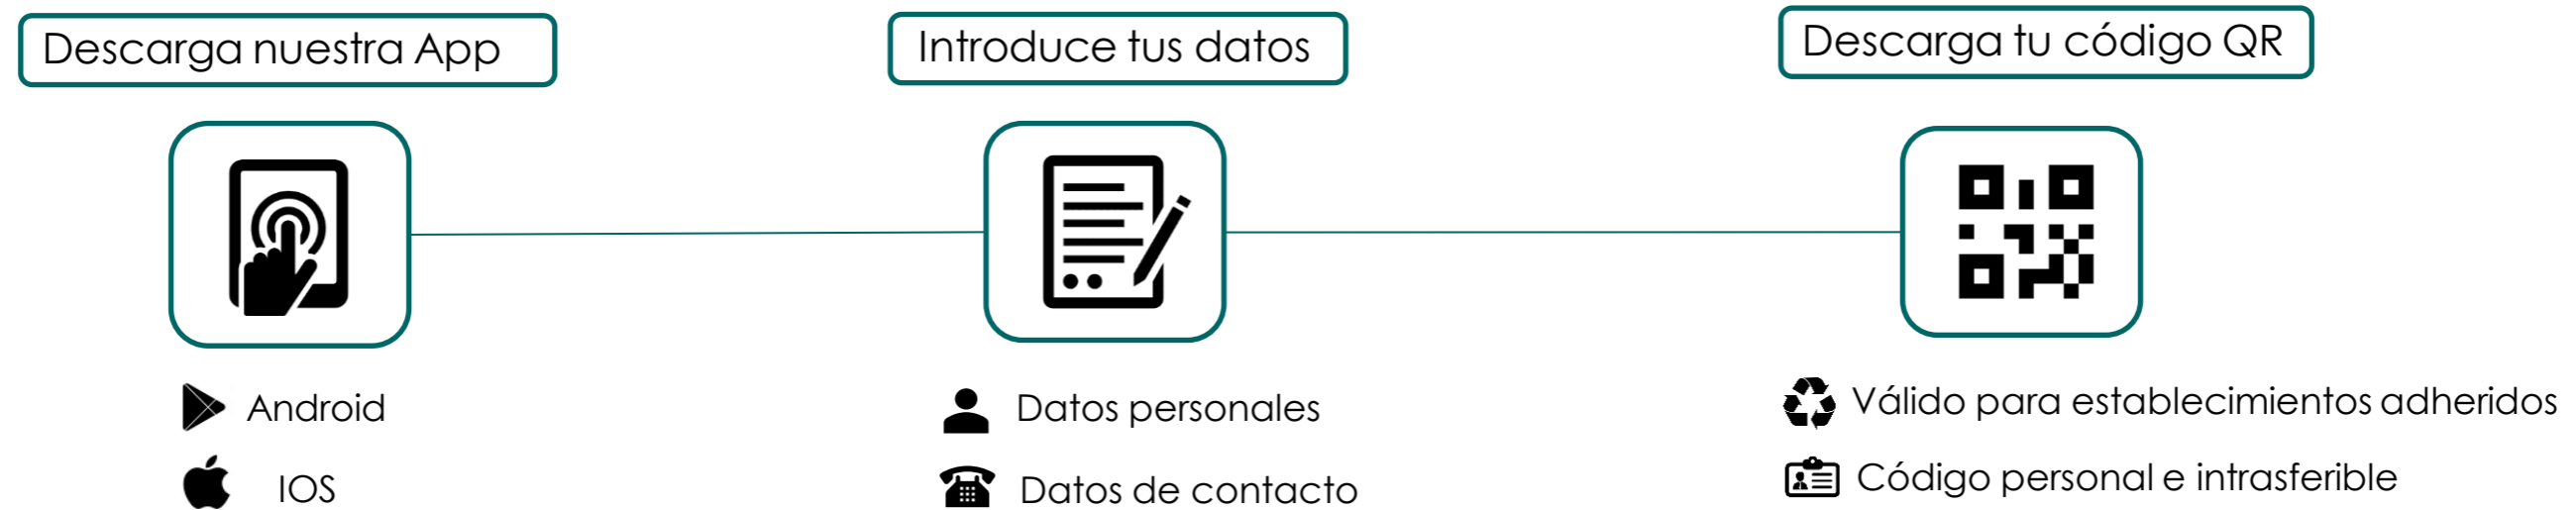 Descarga nuestra App
Introduce tus datos
Descarga tu código QR
Android
IOS
Datos personales
Datos de contacto
Válido para establecimientos adheridos
Código personal e intrasferible